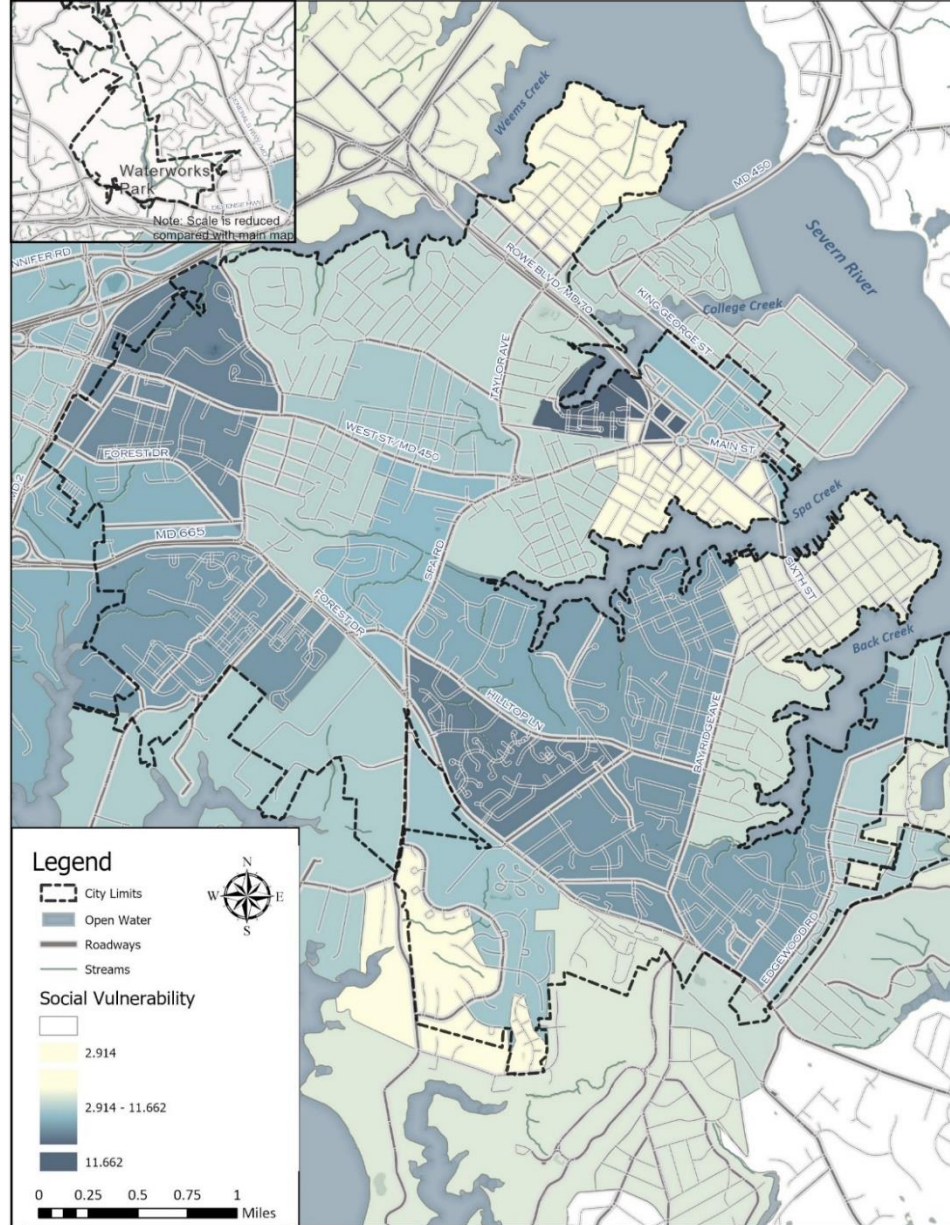 Waterworks
Park
Note: Scale is reduced
compared with main map
Weems Creek
MD 450
Severn River
NNIFER RD
ROWE BLVD/MD 70
KING GEORGE ST
College Creek
TAYLOR AVE
WEST ST/MD 450
MAIN ST
FOREST DR
MD 2
MD 665
Spa Creek
SPA RD
SIXTH ST
FOREST DR
Back Creek
HILLTOP LN
BAY RIDGE AVE
EDGEWOOD RD
Legend
N
W E
S
City Limits
Open Water
Roadways
Streams
Social Vulnerability
2.914
2.914 - 11.662
11.662
0 0.25 0.5 0.75 1
Miles